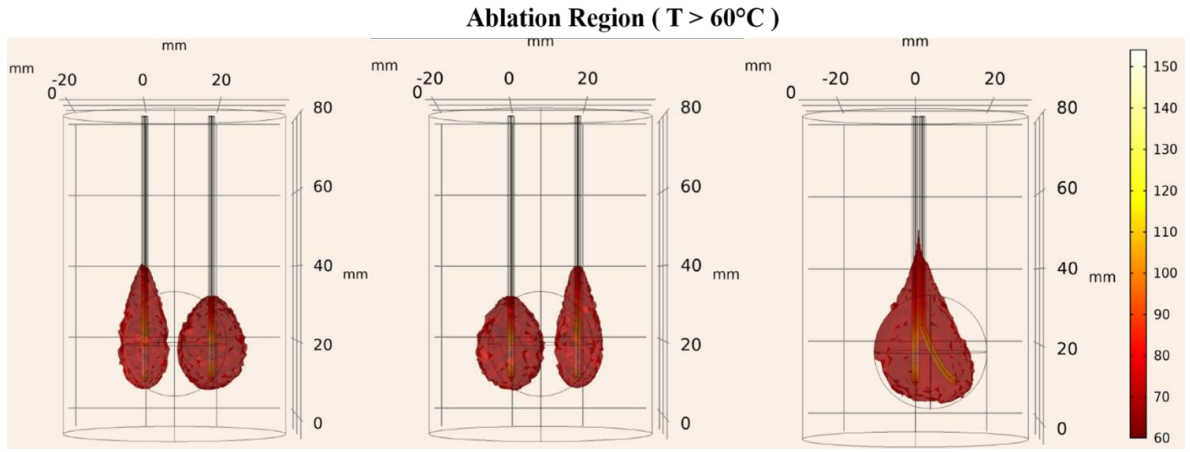 Ablation Region ( T > 60°C )
mm mm mm
mm mm mm
-20 0 20 -20 0 20 -20 0 20
0 80 0 80 0 80 150
140
60 60 60 130
120
110
40 40 40 100
mm mm mm
90
20 20 20 80
70
0 0 0 60